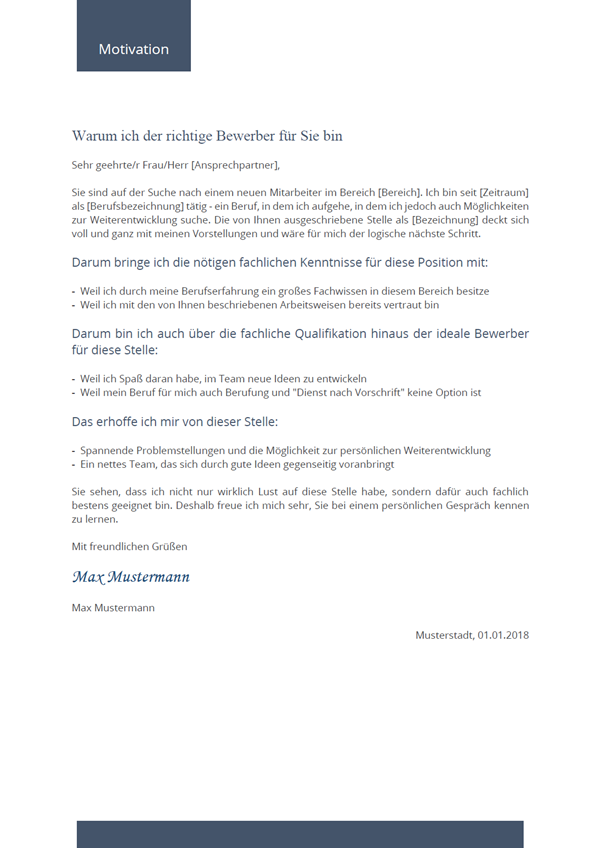 Motivation
Warum ich der richtige Bewerber für Sie bin
Sehr geehrte/r Frau/Herr [Ansprechpartner],
Sie sind auf der Suche nach einem neuen Mitarbeiter im Bereich [Bereich]. Ich bin seit [Zeitraum]
als [Berufsbezeichnung] tätig - ein Beruf, in dem ich aufgehe, in dem ich jedoch auch Möglichkeiten
zur Weiterentwicklung suche. Die von Ihnen ausgeschriebene Stelle als [Bezeichnung] deckt sich
voll und ganz mit meinen Vorstellungen und wäre für mich der logische nächste Schritt.
Darum bringe ich die nötigen fachlichen Kenntnisse für diese Position mit:
- Weil ich durch meine Berufserfahrung ein großes Fachwissen in diesem Bereich besitze
- Weil ich mit den von Ihnen beschriebenen Arbeitsweisen bereits vertraut bin
Darum bin ich auch über die fachliche Qualifikation hinaus der ideale Bewerber
für diese Stelle:
- Weil ich Spaß daran habe, im Team neue Ideen zu entwickeln
- Weil mein Beruf für mich auch Berufung und "Dienst nach Vorschrift" keine Option ist
Das erhoffe ich mir von dieser Stelle:
- Spannende Problemstellungen und die Möglichkeit zur persönlichen Weiterentwicklung
- Ein nettes Team, das sich durch gute Ideen gegenseitig voranbringt
Sie sehen, dass ich nicht nur wirklich Lust auf diese Stelle habe, sondern dafür auch fachlich
bestens geeignet bin. Deshalb freue ich mich sehr, Sie bei einem persönlichen Gespräch kennen
zu lernen.
Mit freundlichen Grüßen
Max Mustermann
Max Mustermann
Musterstadt, 01.01.2018